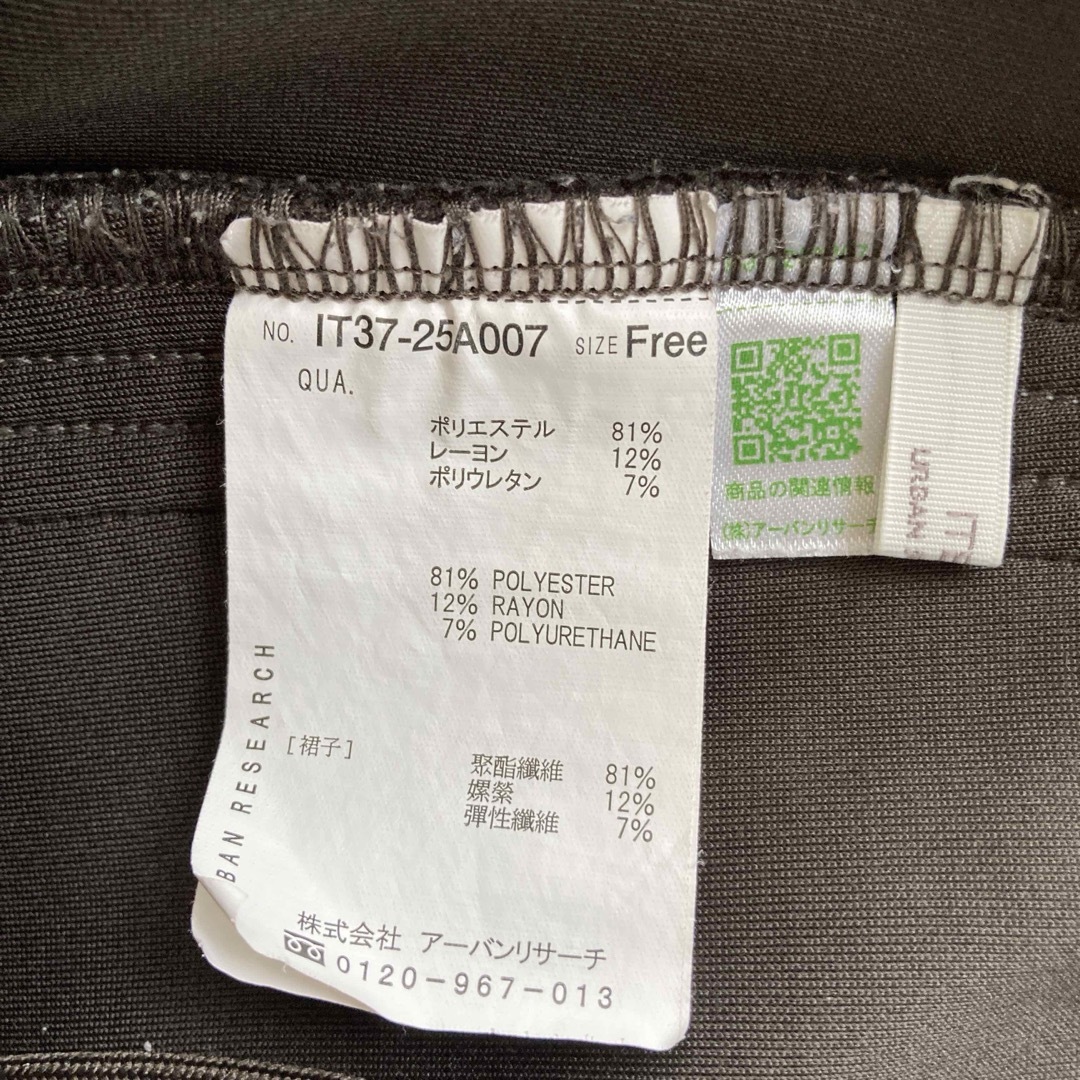 NO. IT37-25A007 SIZE Free
QUA.
ポリエステル 81%
レーヨン 12%
ポリウレタン 7%
81% POLYESTER
12% RAYON
7% POLYURETHANE
[裙子]
聚酯纖維 81%
嫘縈 12%
彈性纖維 7%
BAN RESEARCH
株式会社 アーバンリサーチ
0120-967-013
商品の関連情報
(株)アーバンリサーチ
URBAN